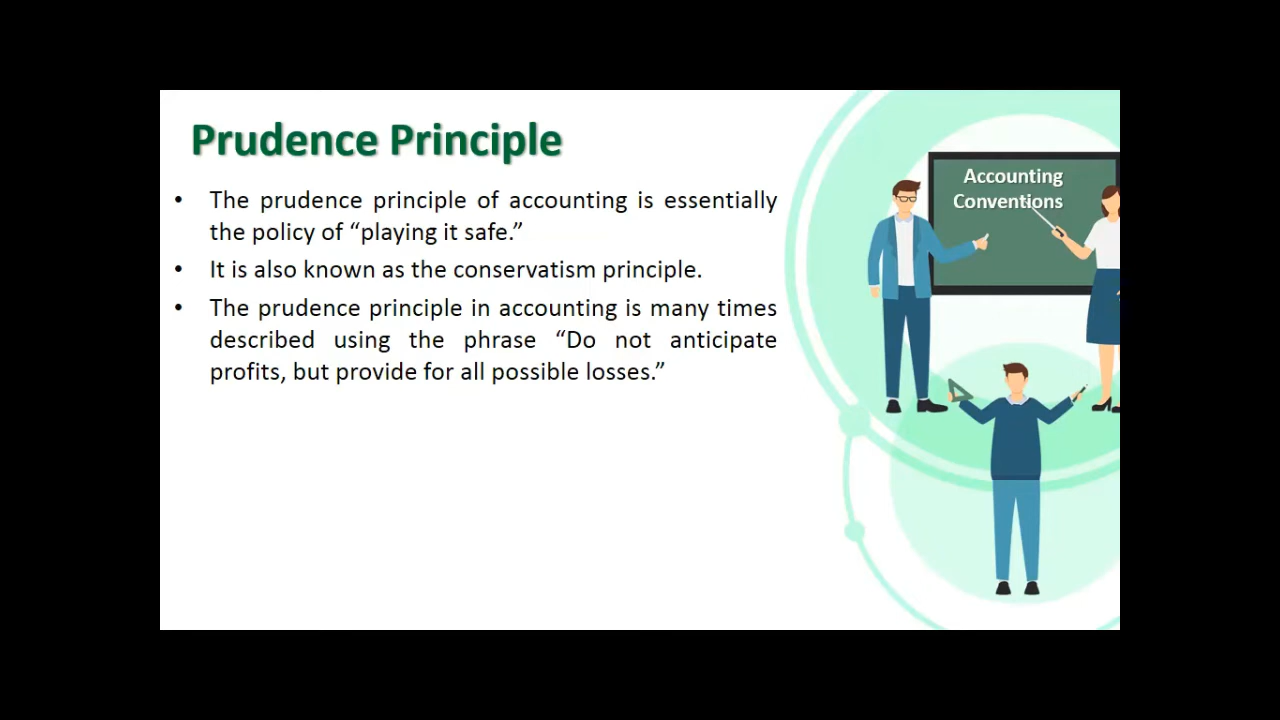 Prudence Principle
• The prudence principle of accounting is essentially
the policy of “playing it safe.”
• It is also known as the conservatism principle.
• The prudence principle in accounting is many times
described using the phrase “Do not anticipate
profits, but provide for all possible losses.”
Accounting
Conventions